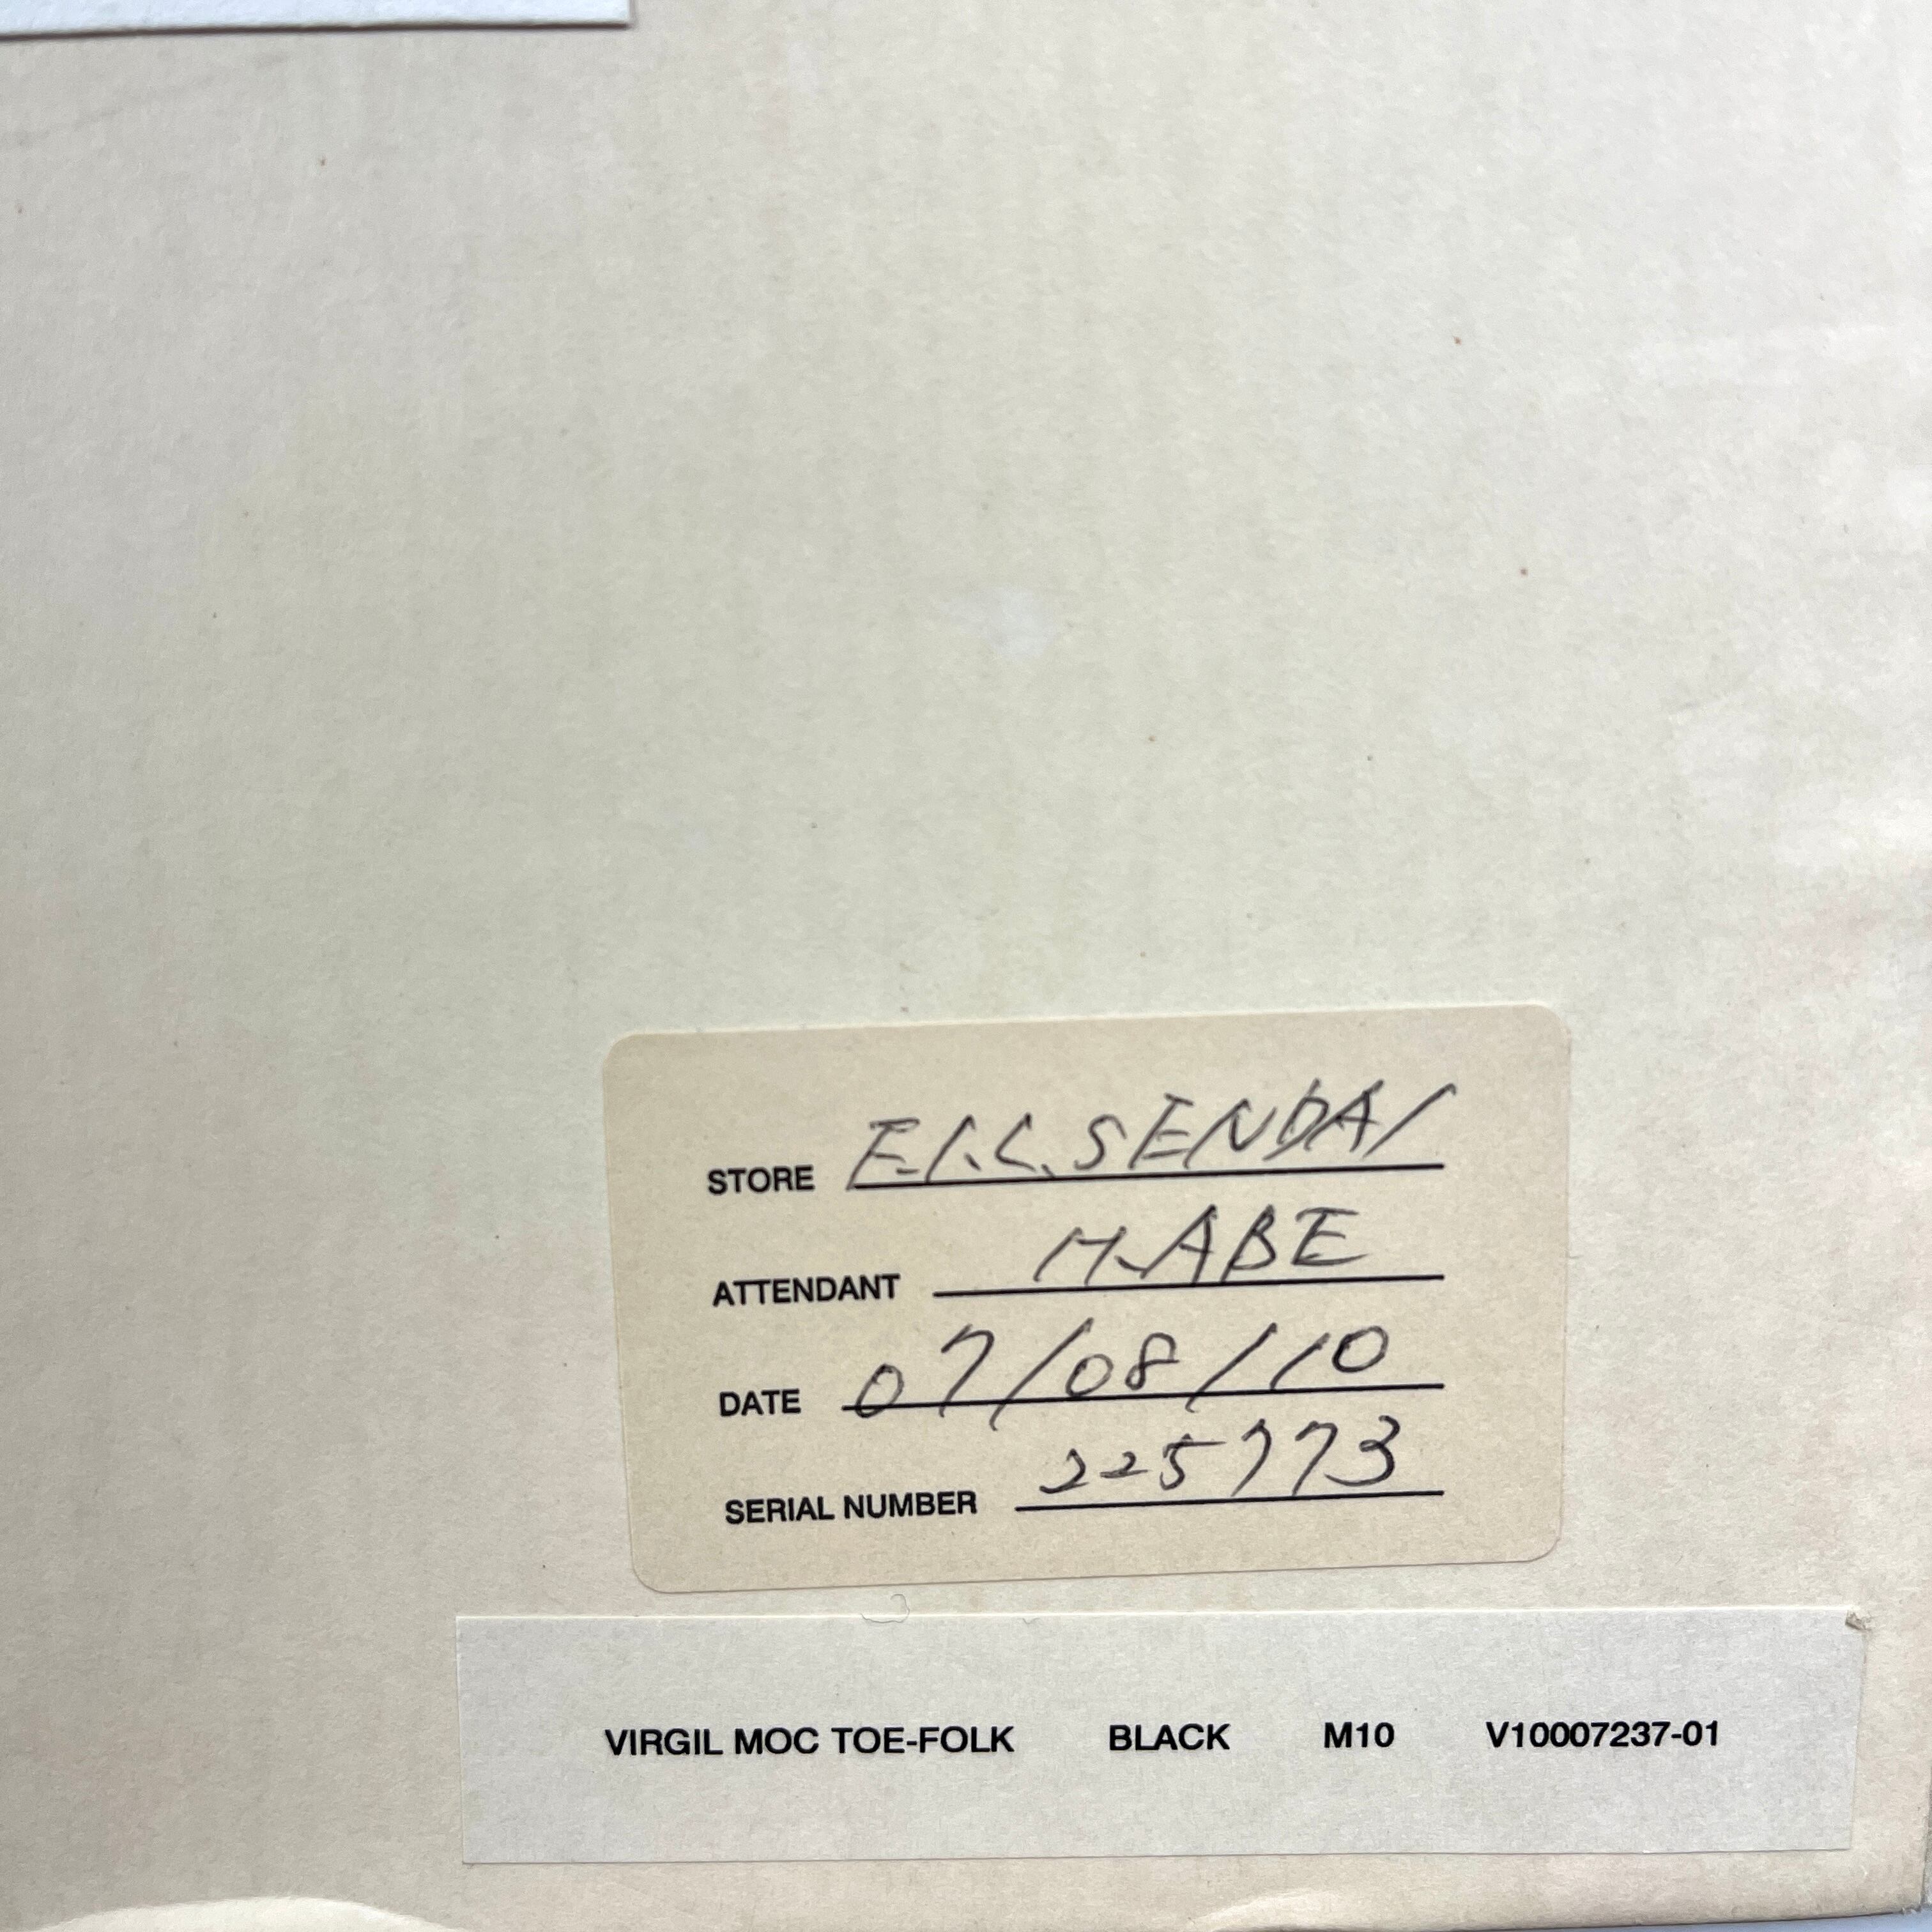 STORE F.I.L. SENDAI
ATTENDANT H.ABE
DATE 07/08/10
SERIAL NUMBER 225773
VIRGIL MOC TOE-FOLK BLACK M10 V10007237-01